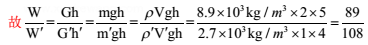 故 W/W′ = Gh/G′h′ = mgh/m′gh = ρVgh/ρ′V′gh = 8.9×10³kg/m³×2×5 / 2.7×10³kg/m³×1×4 = 89/108